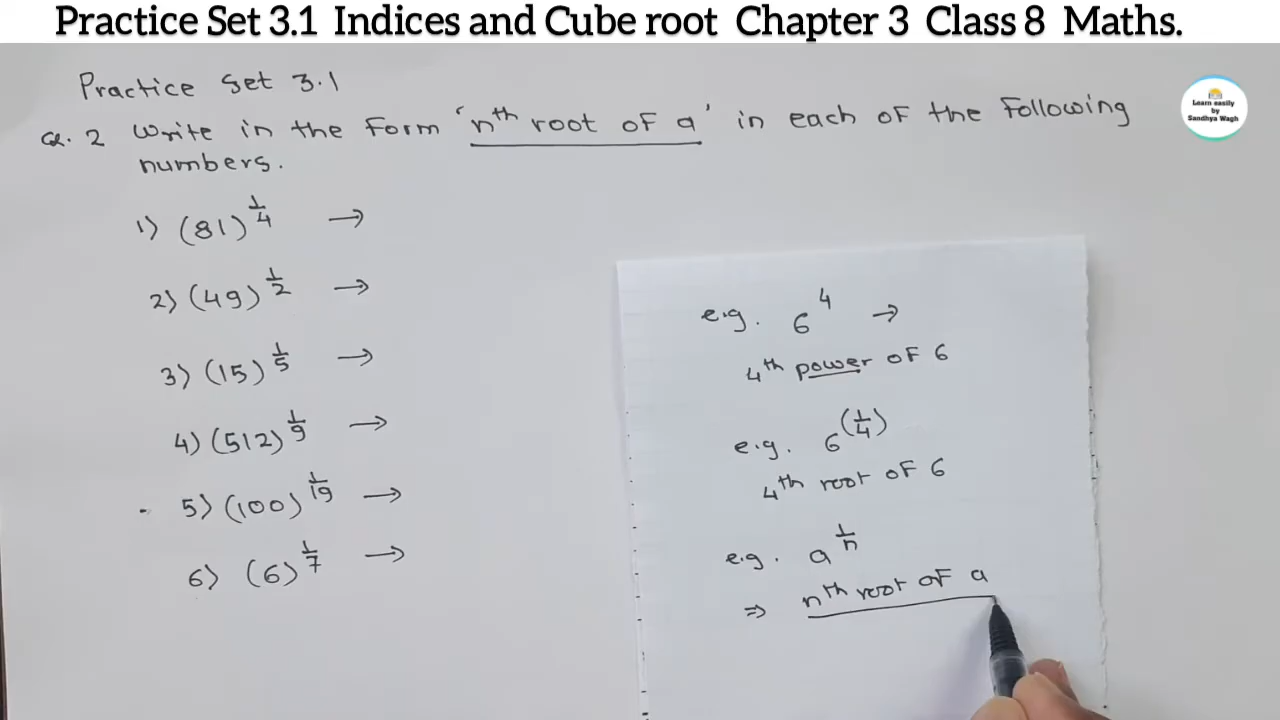 Practice Set 3.1 Indices and Cube root Chapter 3 Class 8 Maths.
Practice Set 3.1
Learn easily
by
Sandhya Wagh
Q. 2 Write in the form 'nᵗʰ root of a' in each of the following
numbers.
1) (81)^1/4 →
2) (49)^1/2 →
3) (15)^1/5 →
4) (512)^1/9 →
5) (100)^1/19 →
6) (6)^1/7 →
e.g. 6⁴ →
4ᵗʰ power of 6
e.g. 6^(1/4)
4ᵗʰ root of 6
e.g. a^1/n
⇒ nᵗʰ root of a